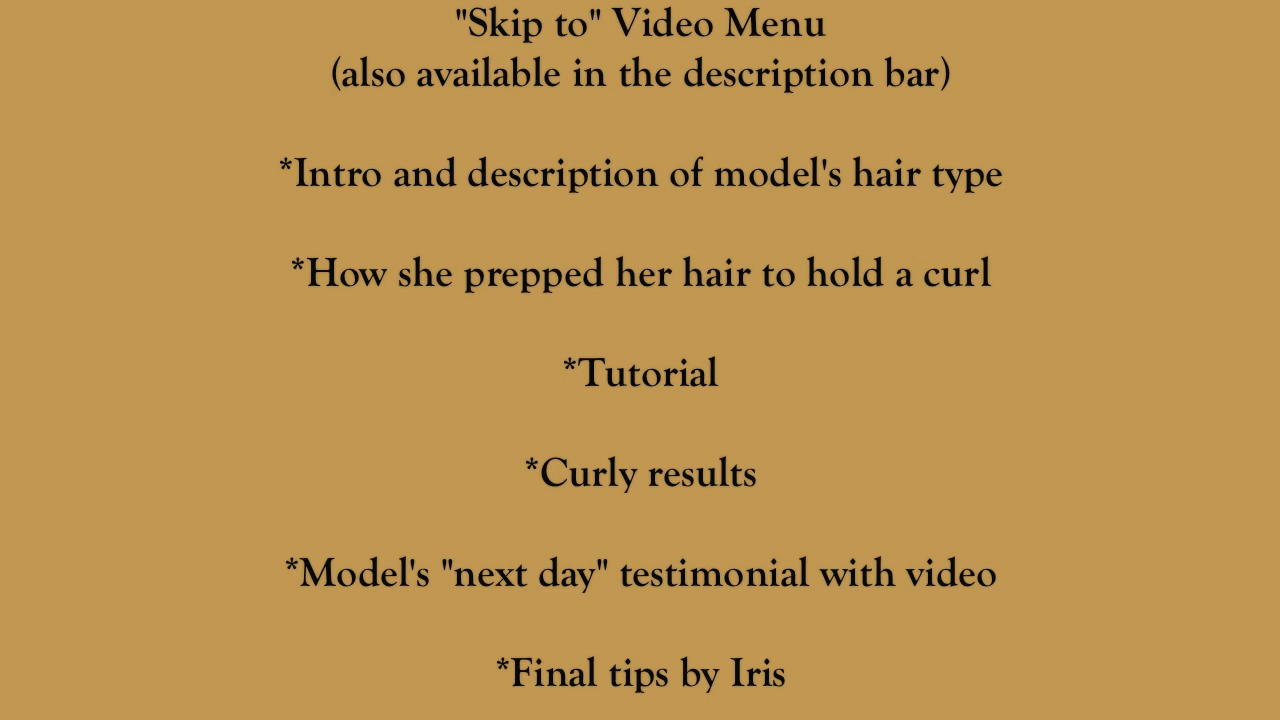 "Skip to" Video Menu
(also available in the description bar)
*Intro and description of model's hair type
*How she prepped her hair to hold a curl
*Tutorial
*Curly results
*Model's "next day" testimonial with video
*Final tips by Iris